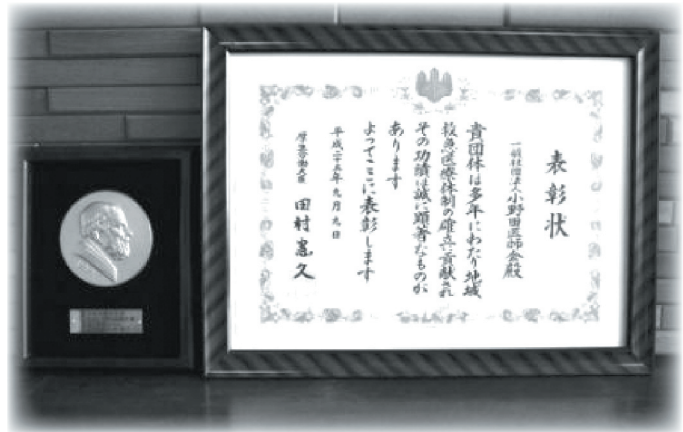 表彰状
一般社団法人小野田医師会殿
貴団体は多年にわたり地域
救急医療体制の確立に貢献され
その功績は誠に顕著なものが
あります
よってここに表彰します
平成二十五年九月九日
厚生労働大臣 田村憲久